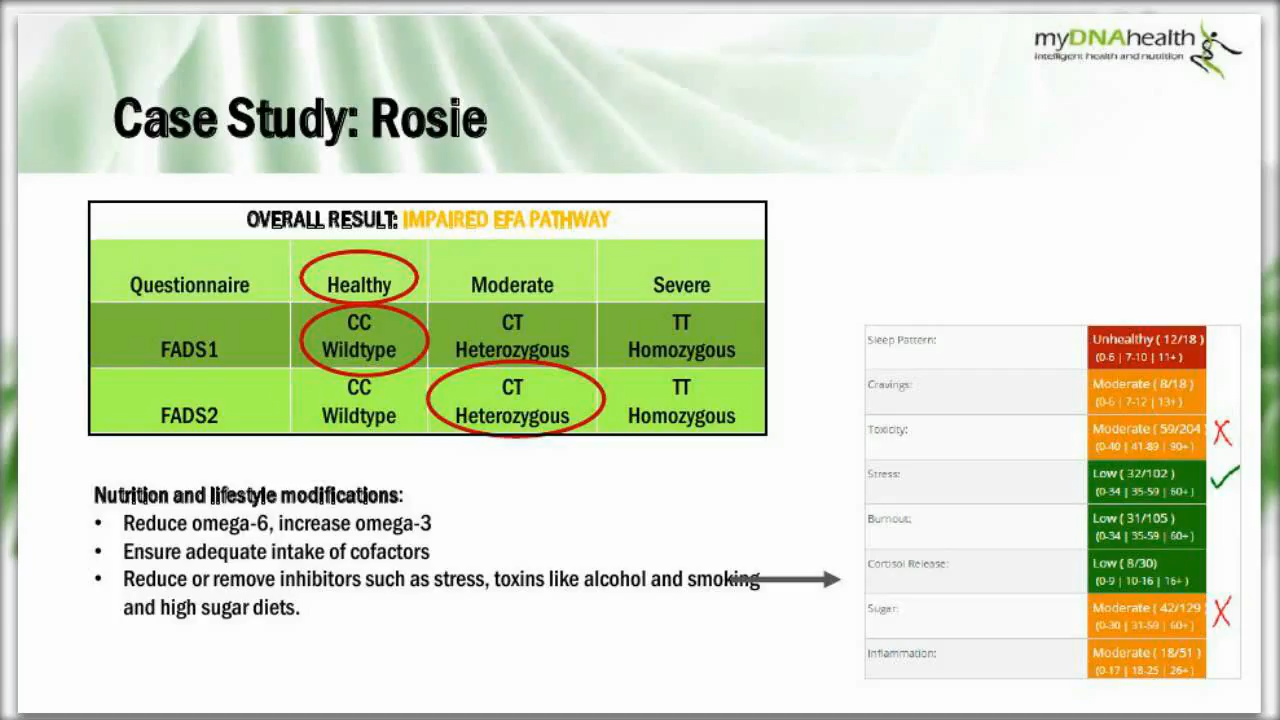 myDNAhealth
intelligent health and nutrition
Case Study: Rosie
OVERALL RESULT: IMPAIRED EFA PATHWAY
Questionnaire Healthy Moderate Severe
CC CT TT
FADS1 Wildtype Heterozygous Homozygous
CC CT TT
FADS2 Wildtype Heterozygous Homozygous
Nutrition and lifestyle modifications:
• Reduce omega-6, increase omega-3
• Ensure adequate intake of cofactors
• Reduce or remove inhibitors such as stress, toxins like alcohol and smoking
and high sugar diets.
Sleep Pattern: Unhealthy ( 12/18 )
(0-6 | 7-10 | 11+ )
Cravings: Moderate ( 8/18 )
(0-6 | 7-12 | 13+ )
Toxicity: Moderate ( 59/204
(0-40 | 41-89 | 90+ )
Stress: Low ( 32/102 )
(0-34 | 35-59 | 60+ )
Burnout: Low ( 31/105 )
(0-34 | 35-59 | 60+ )
Cortisol Release: Low ( 8/30)
(0-9 | 10-16 | 16+ )
Sugar: Moderate ( 42/129
(0-30 | 31-59 | 60+ )
Inflammation: Moderate ( 18/51 )
(0-17 | 18-25 | 26+ )